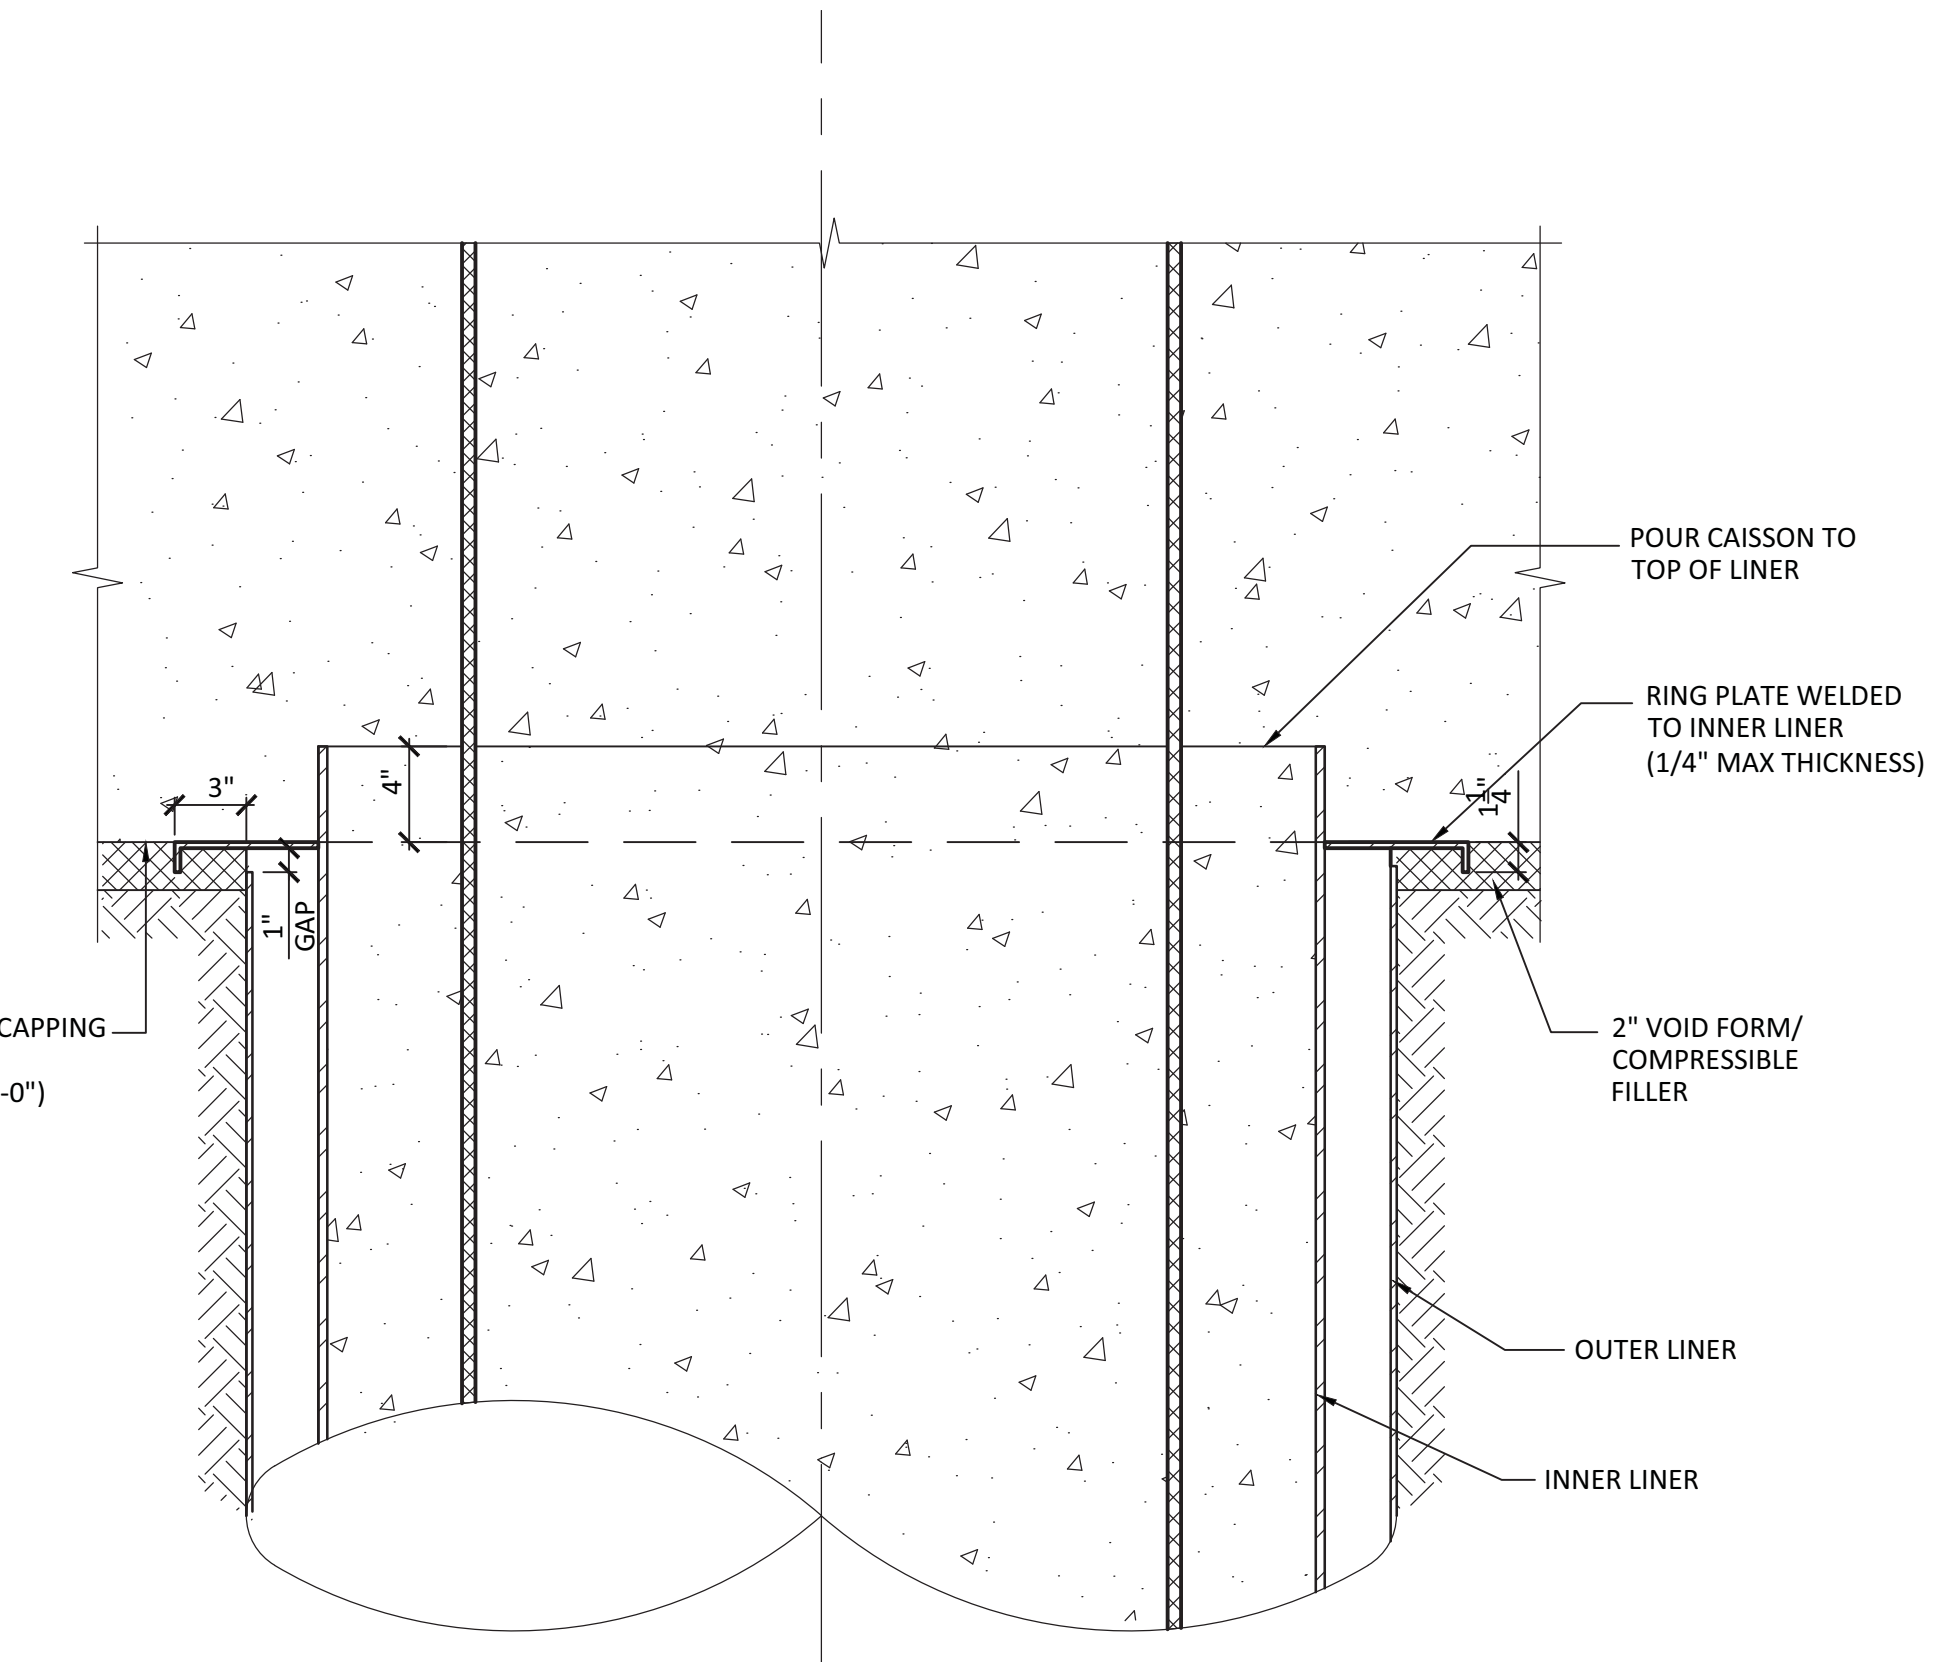 POUR CAISSON TO
TOP OF LINER
RING PLATE WELDED
TO INNER LINER
(1/4" MAX THICKNESS)
3"
4"
1 1/4"
1"
GAP
CAPPING
-0")
2" VOID FORM/
COMPRESSIBLE
FILLER
OUTER LINER
INNER LINER